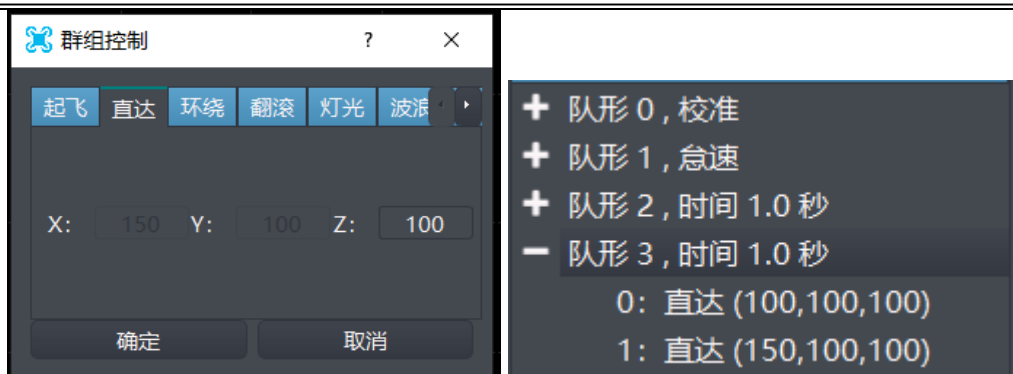 群组控制 ? ×
起飞 直达 环绕 翻滚 灯光 波浪
X: 150 Y: 100 Z: 100
确定 取消
队形 0 , 校准
队形 1 , 怠速
队形 2 , 时间 1.0 秒
队形 3 , 时间 1.0 秒
0: 直达 (100,100,100)
1: 直达 (150,100,100)